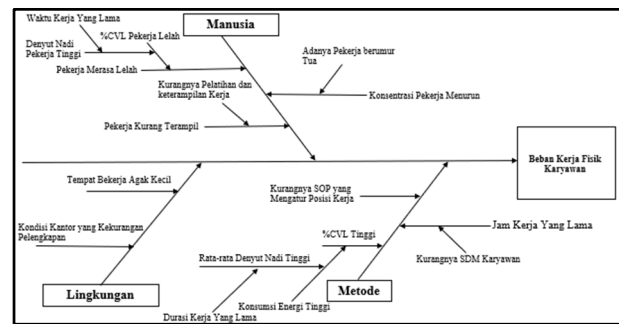 Waktu Kerja Yang Lama
%CVL Pekerja Lelah
Manusia
Denyut Nadi
Pekerja Tinggi
Adanya Pekerja berumur
Tua
Pekerja Merasa Lelah
Kurangnya Pelatihan dan
keterampilan Kerja
Konsentrasi Pekerja Menurun
Pekerja Kurang Terampil
Beban Kerja Fisik
Karyawan
Tempat Bekerja Agak Kecil
Kurangnya SOP yang
Mengatur Posisi Kerja
Kondisi Kantor yang Kekurangan
Pelengkapan
Jam Kerja Yang Lama
%CVL Tinggi
Rata-rata Denyut Nadi Tinggi
Kurangnya SDM Karyawan
Lingkungan
Metode
Konsumsi Energi Tinggi
Durasi Kerja Yang Lama